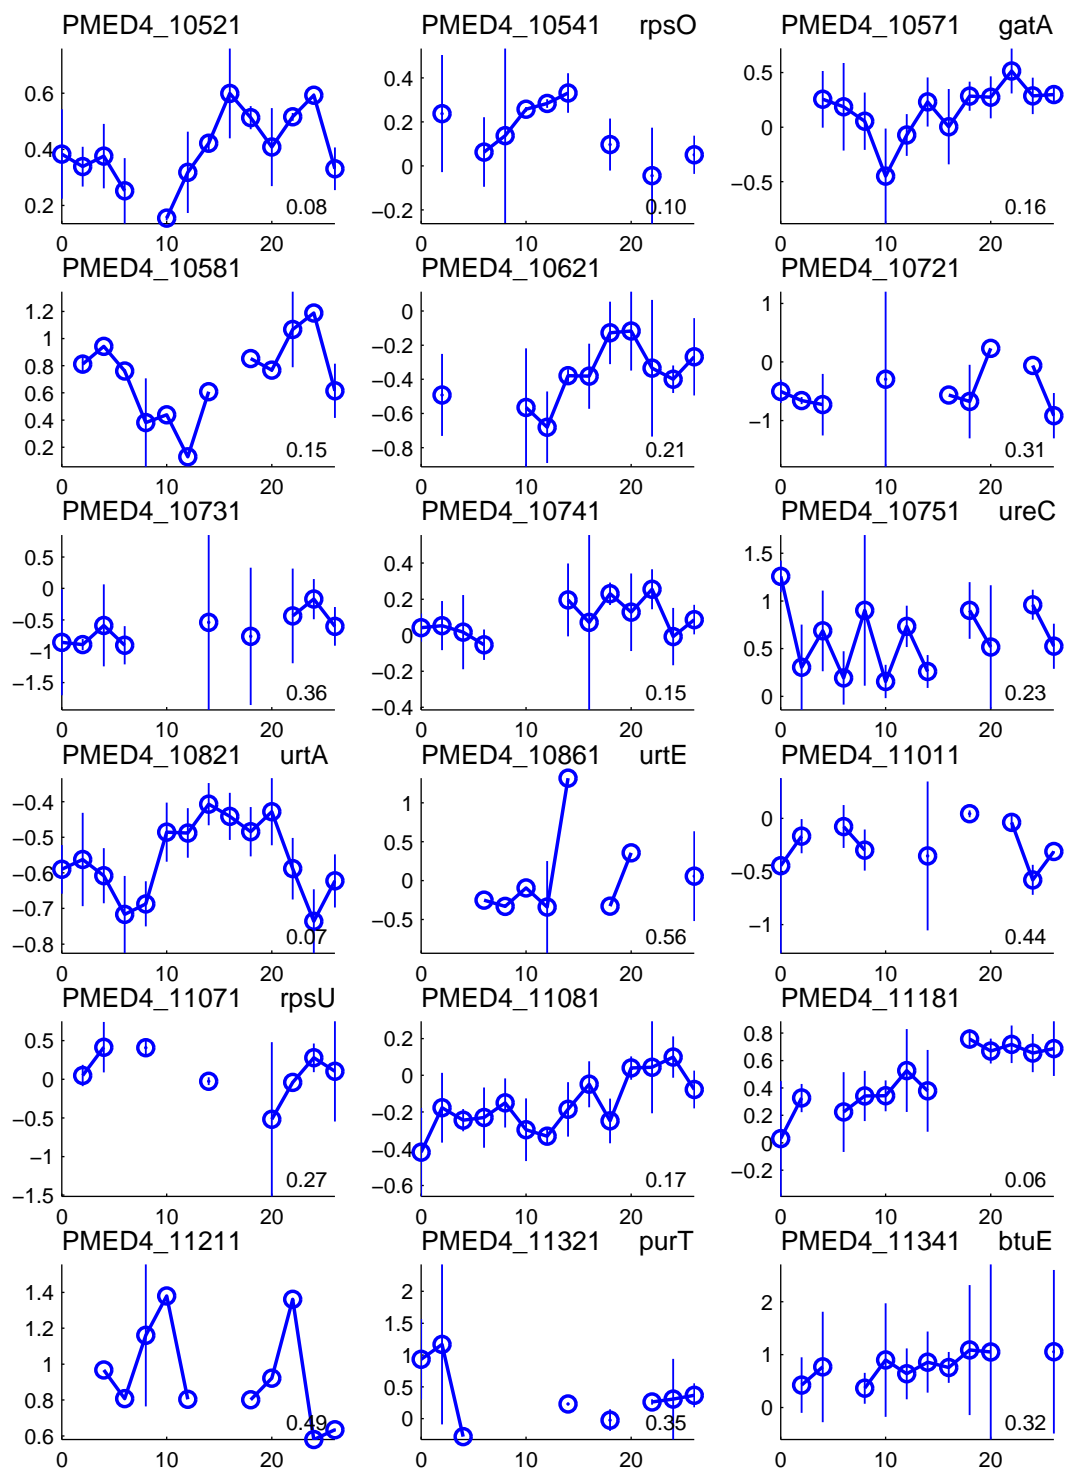 PMED4_10521 PMED4_10541 rpsO PMED4_10571 gatA
0.6 0.4 0.2 0.08 0 10 20
0.4 0.2 0 −0.2 0.10 0 10 20
0.5 0 −0.5 0.16 0 10 20
PMED4_10581 PMED4_10621 PMED4_10721
1.2 1 0.8 0.6 0.4 0.2 0.15 0 10 20
0 −0.2 −0.4 −0.6 −0.8 0.21 0 10 20
1 0 −1 0.31 0 10 20
PMED4_10731 PMED4_10741 PMED4_10751 ureC
0.5 0 −0.5 −1 −1.5 0.36 0 10 20
0.4 0.2 0 −0.2 −0.4 0.15 0 10 20
1.5 1 0.5 0 0.23 0 10 20
PMED4_10821 urtA PMED4_10861 urtE PMED4_11011
−0.4 −0.5 −0.6 −0.7 −0.8 0.07 0 10 20
1 0.5 0 −0.5 0.56 0 10 20
0 −0.5 −1 0.44 0 10 20
PMED4_11071 rpsU PMED4_11081 PMED4_11181
0.5 0 −0.5 −1 −1.5 0.27 0 10 20
0.2 0 −0.2 −0.4 −0.6 0.17 0 10 20
0.8 0.6 0.4 0.2 0 −0.2 0.06 0 10 20
PMED4_11211 PMED4_11321 purT PMED4_11341 btuE
1.4 1.2 1 0.8 0.6 0.49 0 10 20
2 1.5 1 0.5 0 0.35 0 10 20
2 1 0 0.32 0 10 20